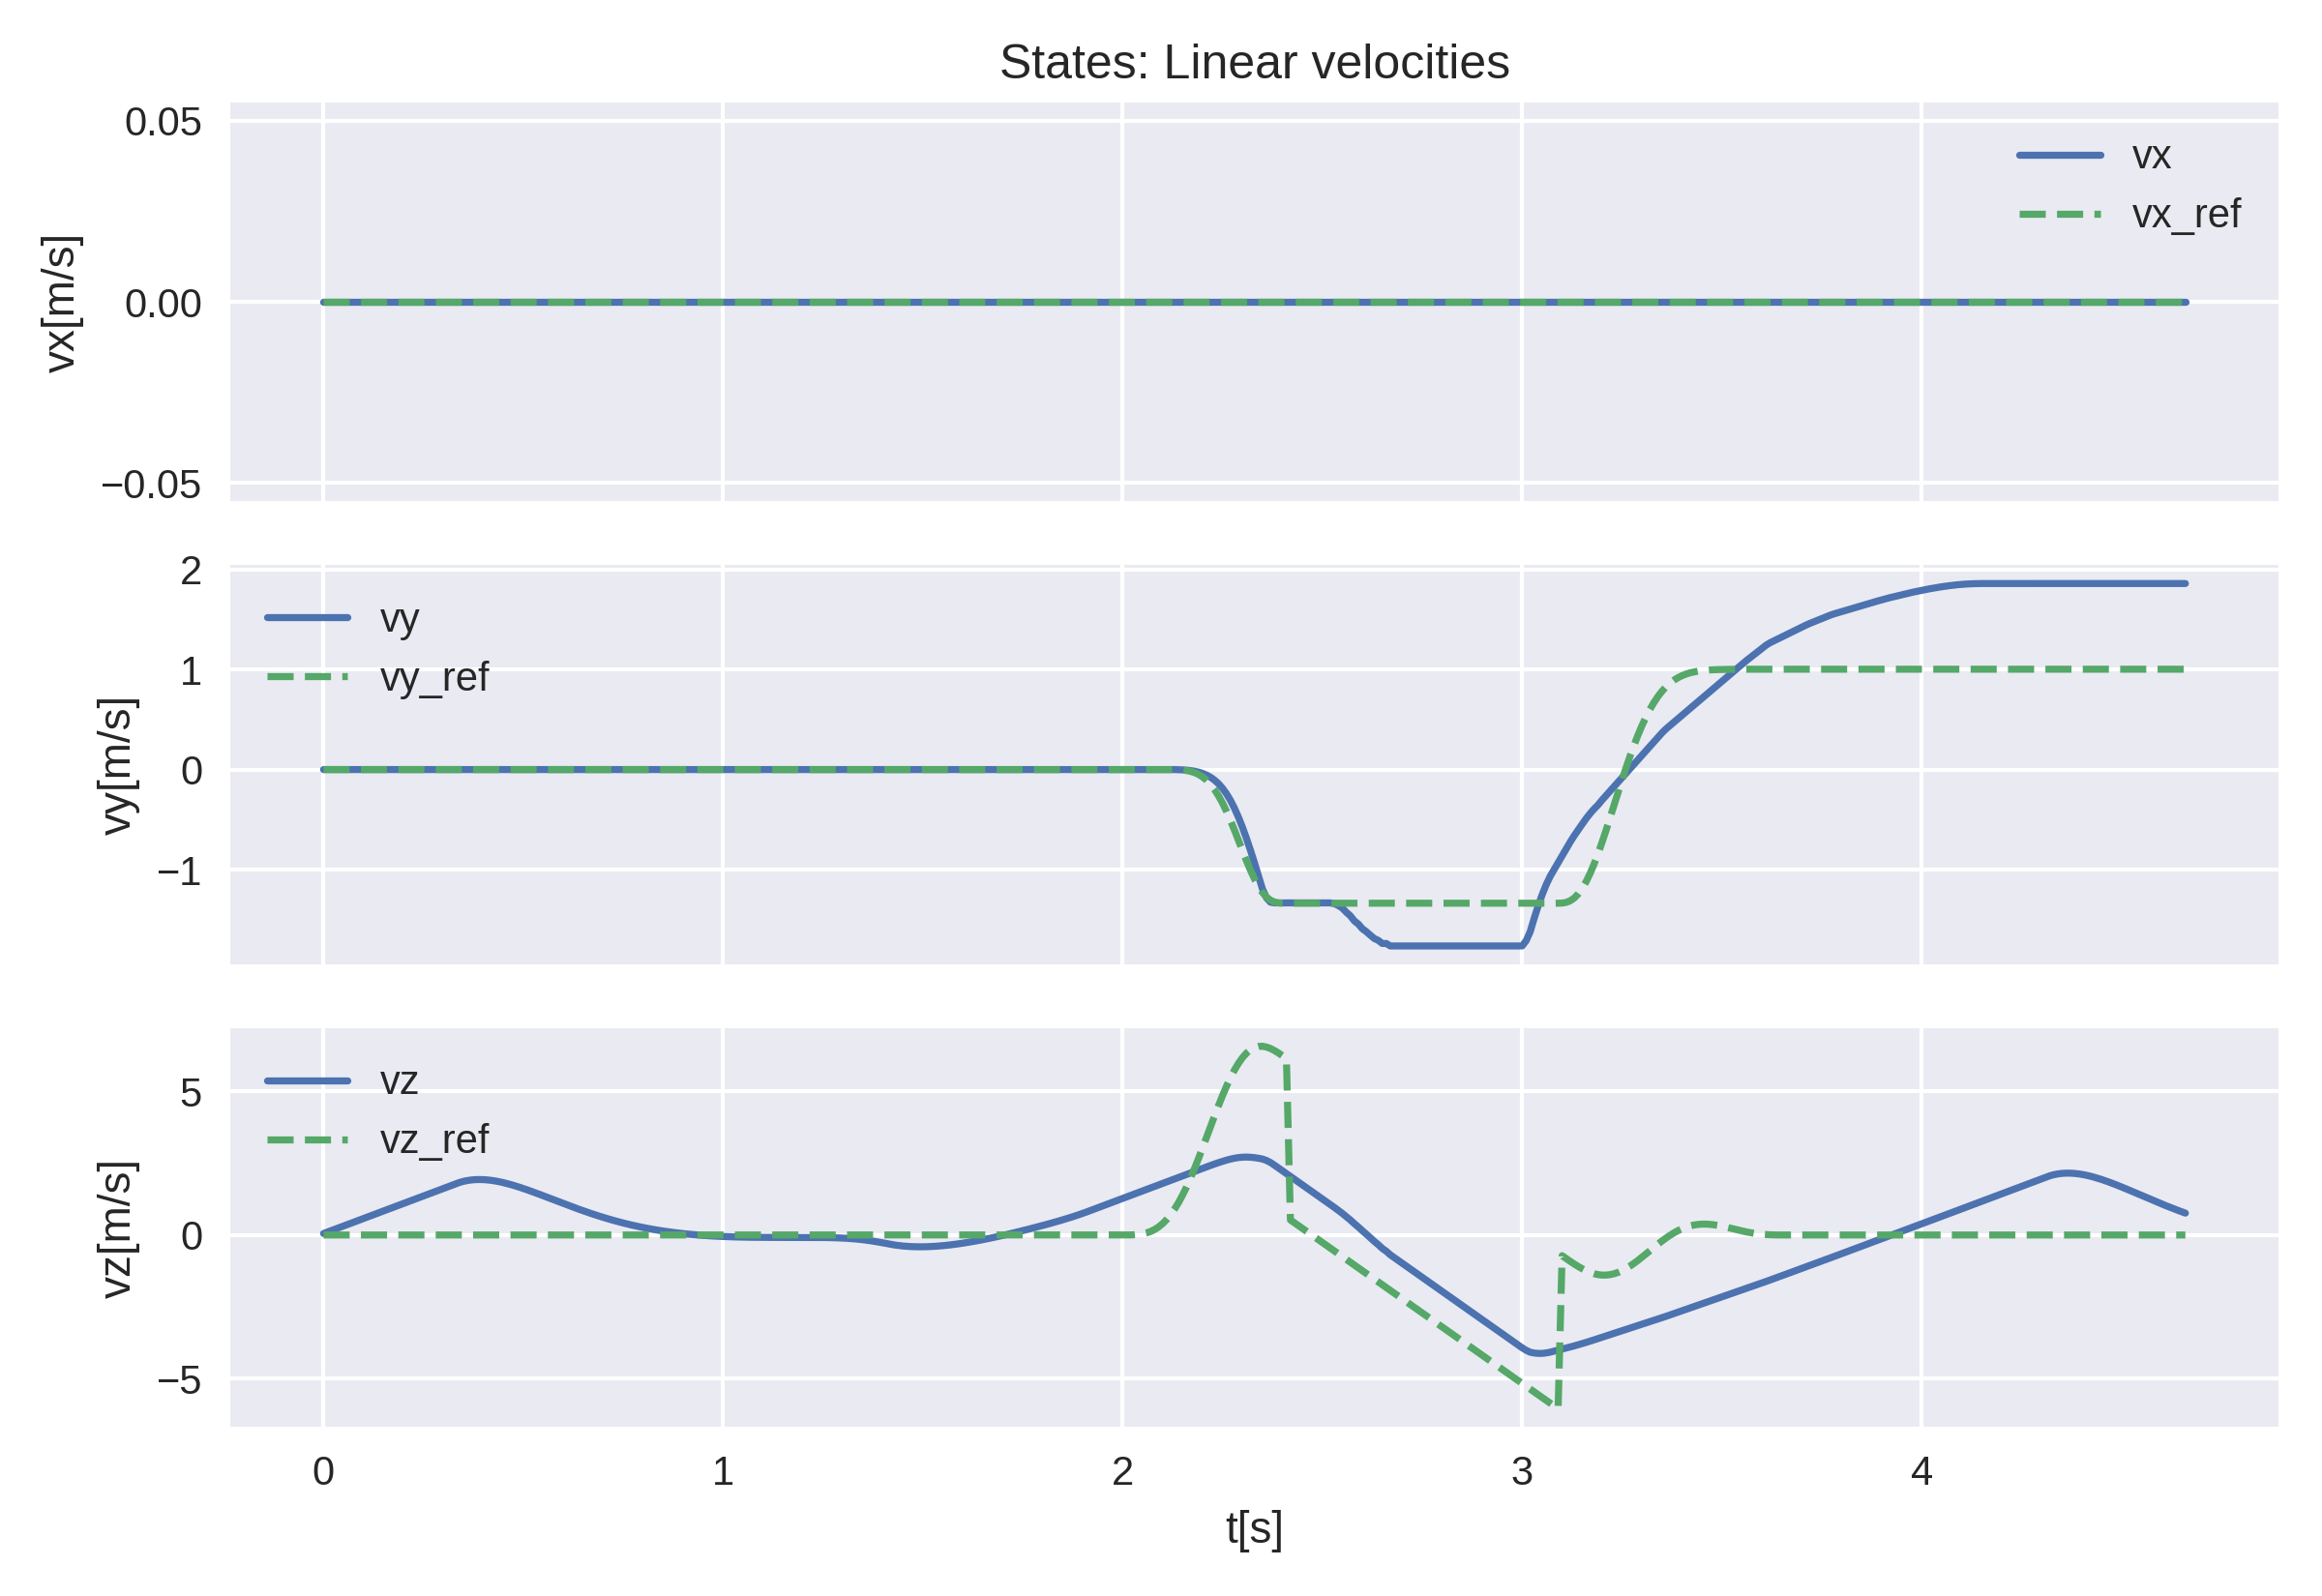 States: Linear velocities
0.05
0.00
−0.05
vx[m/s]
vx
vx_ref
2
1
0
−1
vy[m/s]
vy
vy_ref
5
0
−5
vz[m/s]
vz
vz_ref
0 1 2 3 4
t[s]